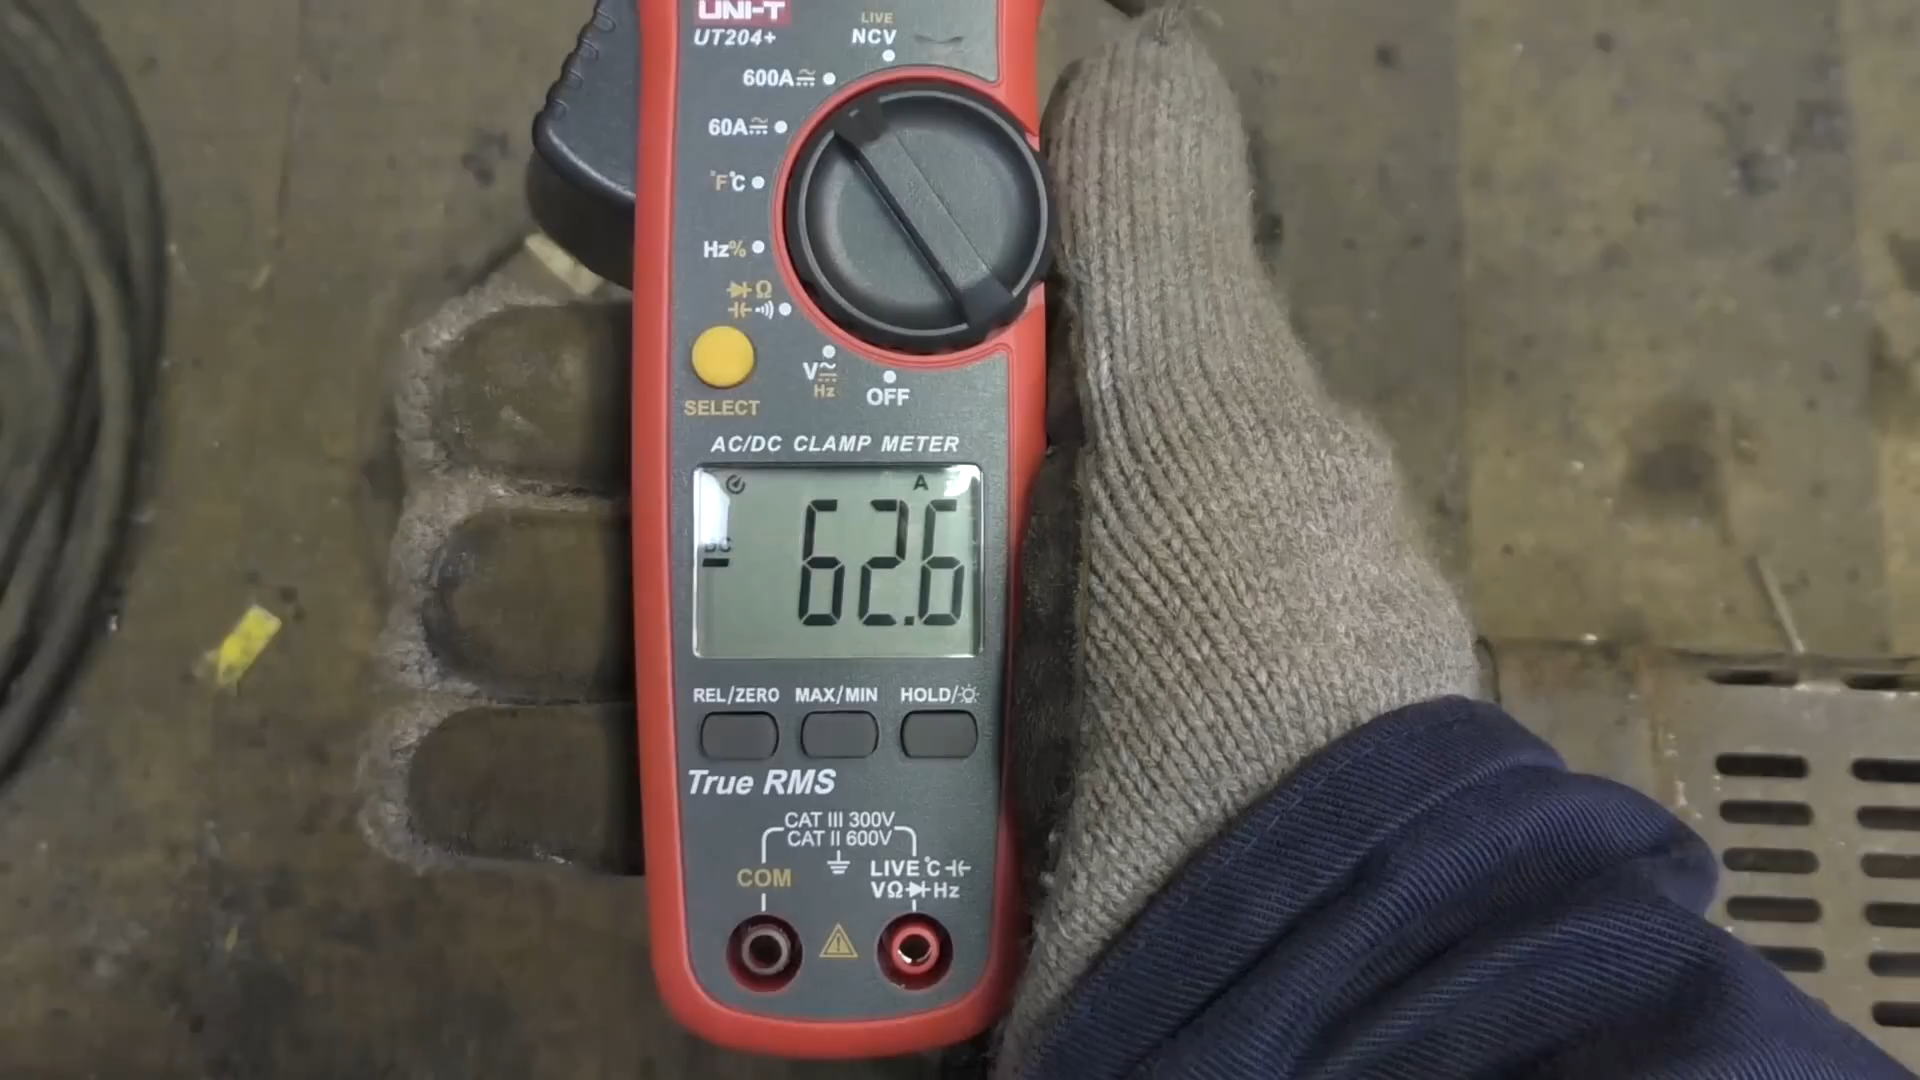 UNI-T
UT204+
LIVE
NCV
600A
60A
°F°C
Hz%
Ω
V
Hz
OFF
SELECT
AC/DC CLAMP METER
A
DC
62.6
REL/ZERO MAX/MIN HOLD/
True RMS
CAT III 300V
CAT II 600V
COM
LIVE °C
VΩ Hz